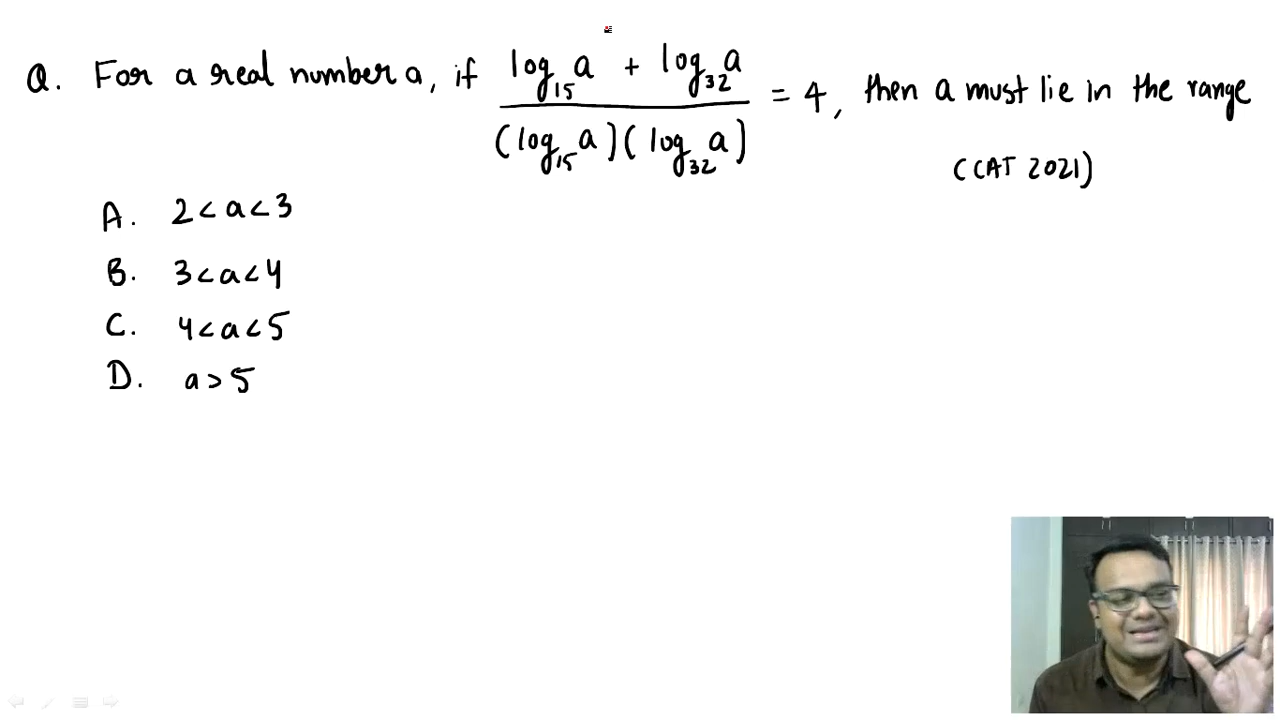 Q. For a real number a, if (log₁₅ a + log₃₂ a) / ((log₁₅ a)(log₃₂ a)) = 4, then a must lie in the range
(CAT 2021)
A. 2 < a < 3
B. 3 < a < 4
C. 4 < a < 5
D. a > 5